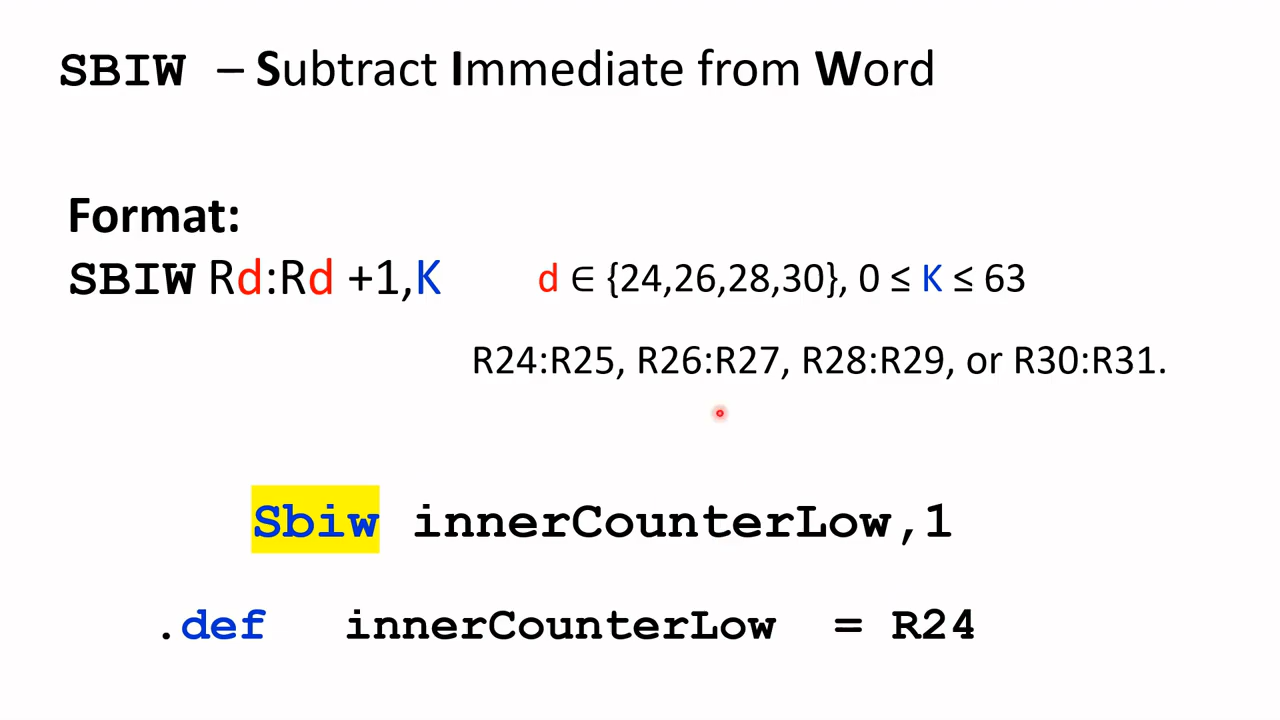 SBIW – Subtract Immediate from Word
Format:
SBIW Rd:Rd +1,K d ∈ {24,26,28,30}, 0 ≤ K ≤ 63
R24:R25, R26:R27, R28:R29, or R30:R31.
Sbiw innerCounterLow,1
.def innerCounterLow = R24